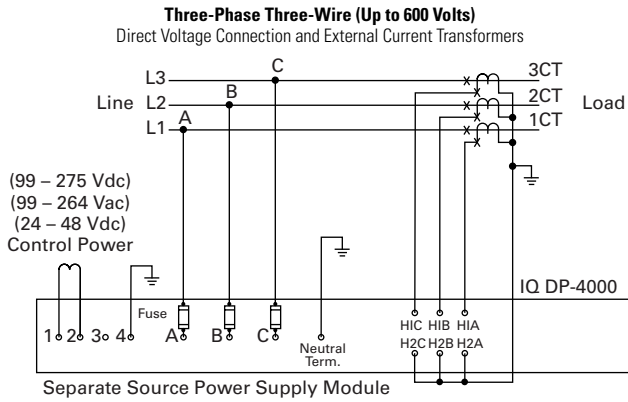 Three-Phase Three-Wire (Up to 600 Volts)
Direct Voltage Connection and External Current Transformers
C
L3
3CT
Line
L2
B
2CT
Load
L1
A
1CT
(99 – 275 Vdc)
(99 – 264 Vac)
(24 – 48 Vdc)
Control Power
IQ DP-4000
Fuse
1 2 3 4
A
B
C
Neutral
Term.
HIC HIB HIA
H2C H2B H2A
Separate Source Power Supply Module